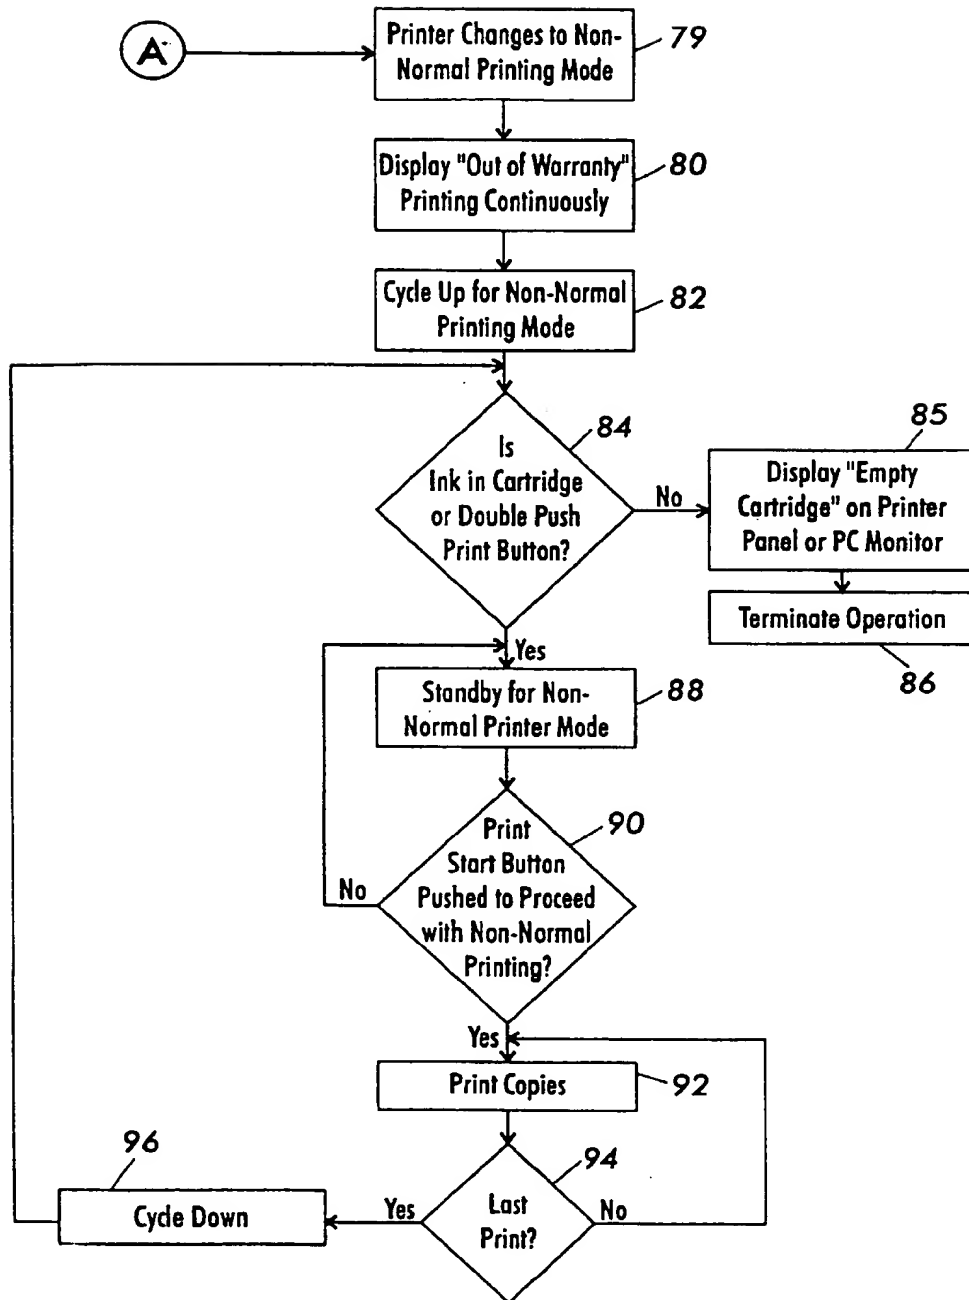 A
Printer Changes to Non-
Normal Printing Mode
79
Display "Out of Warranty"
Printing Continuously
80
Cycle Up for Non-Normal
Printing Mode
82
Is
Ink in Cartridge
or Double Push
Print Button?
84
No
85
Display "Empty
Cartridge" on Printer
Panel or PC Monitor
Terminate Operation
86
Yes
Standby for Non-
Normal Printer Mode
88
Print
Start Button
Pushed to Proceed
with Non-Normal
Printing?
90
No
Yes
Print Copies
92
Last
Print?
94
No
Yes
96
Cycle Down